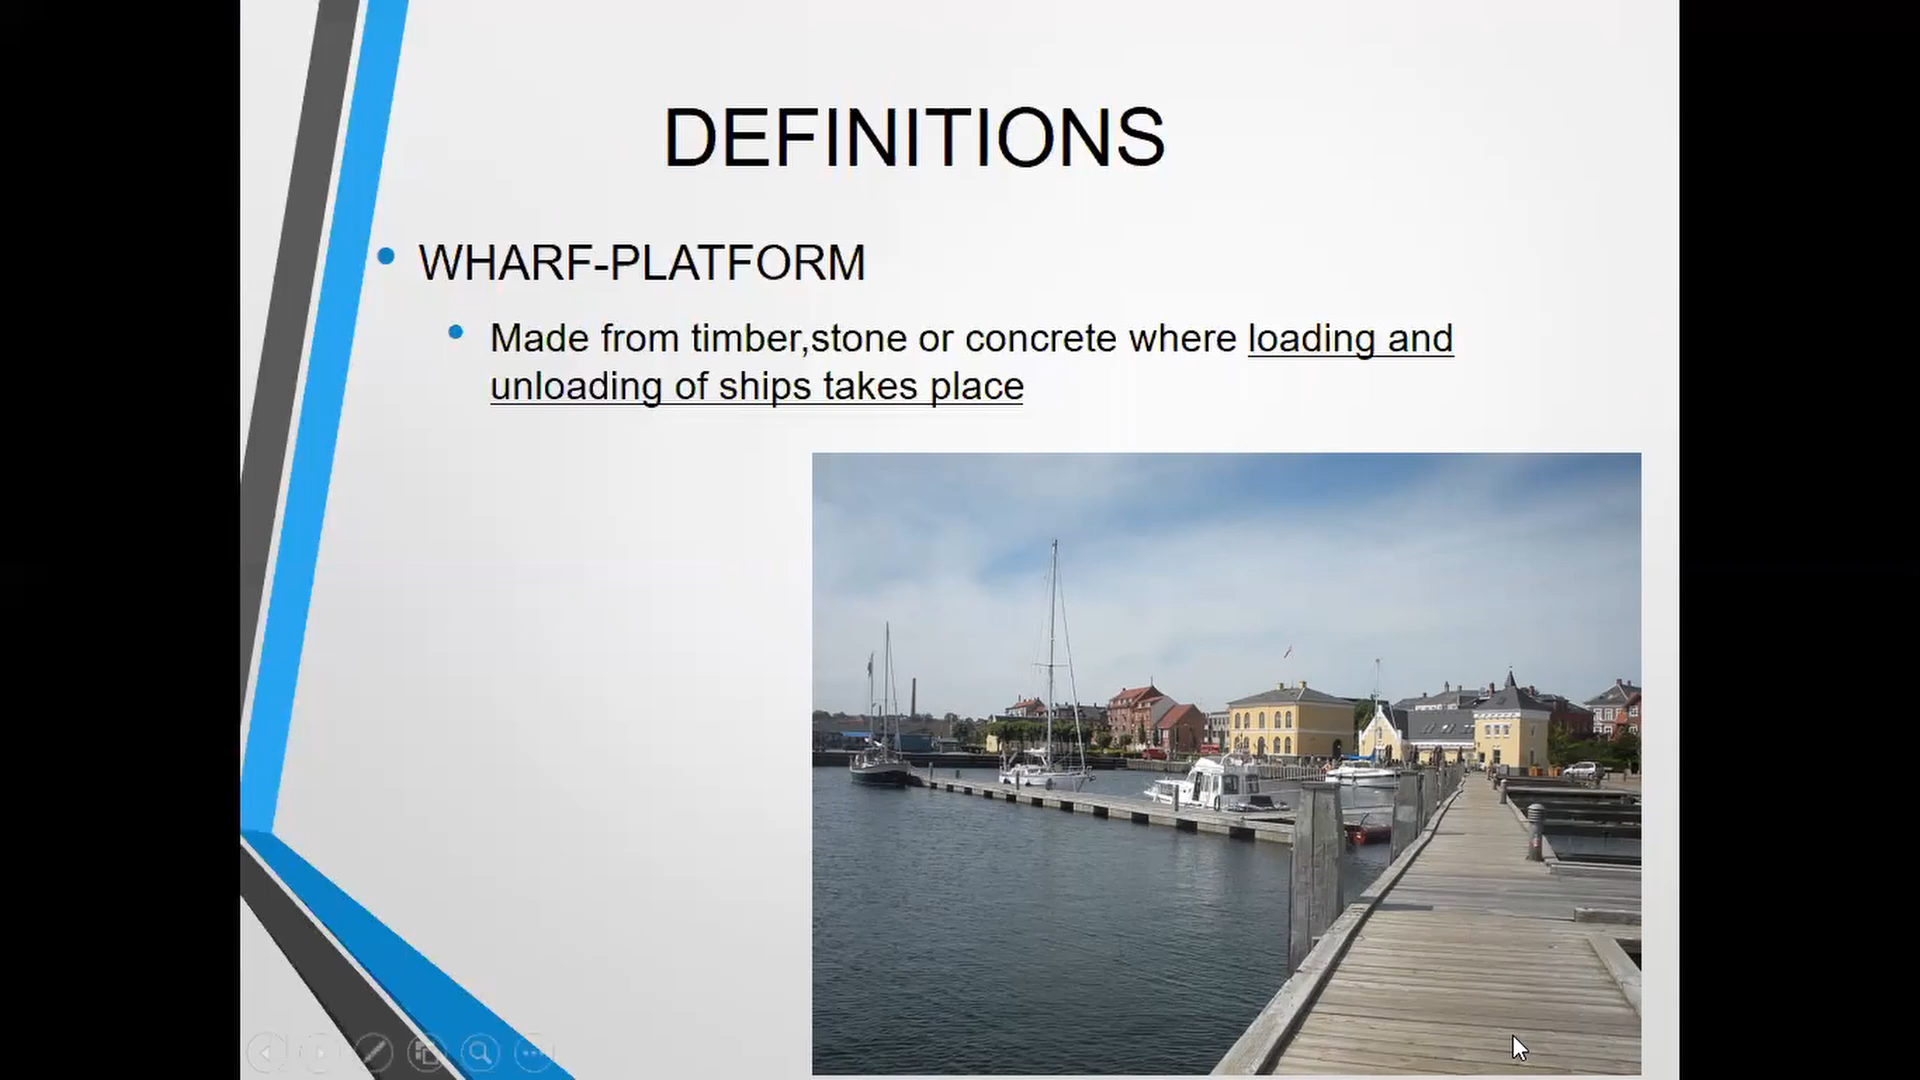 DEFINITIONS
WHARF-PLATFORM
Made from timber,stone or concrete where loading and
unloading of ships takes place